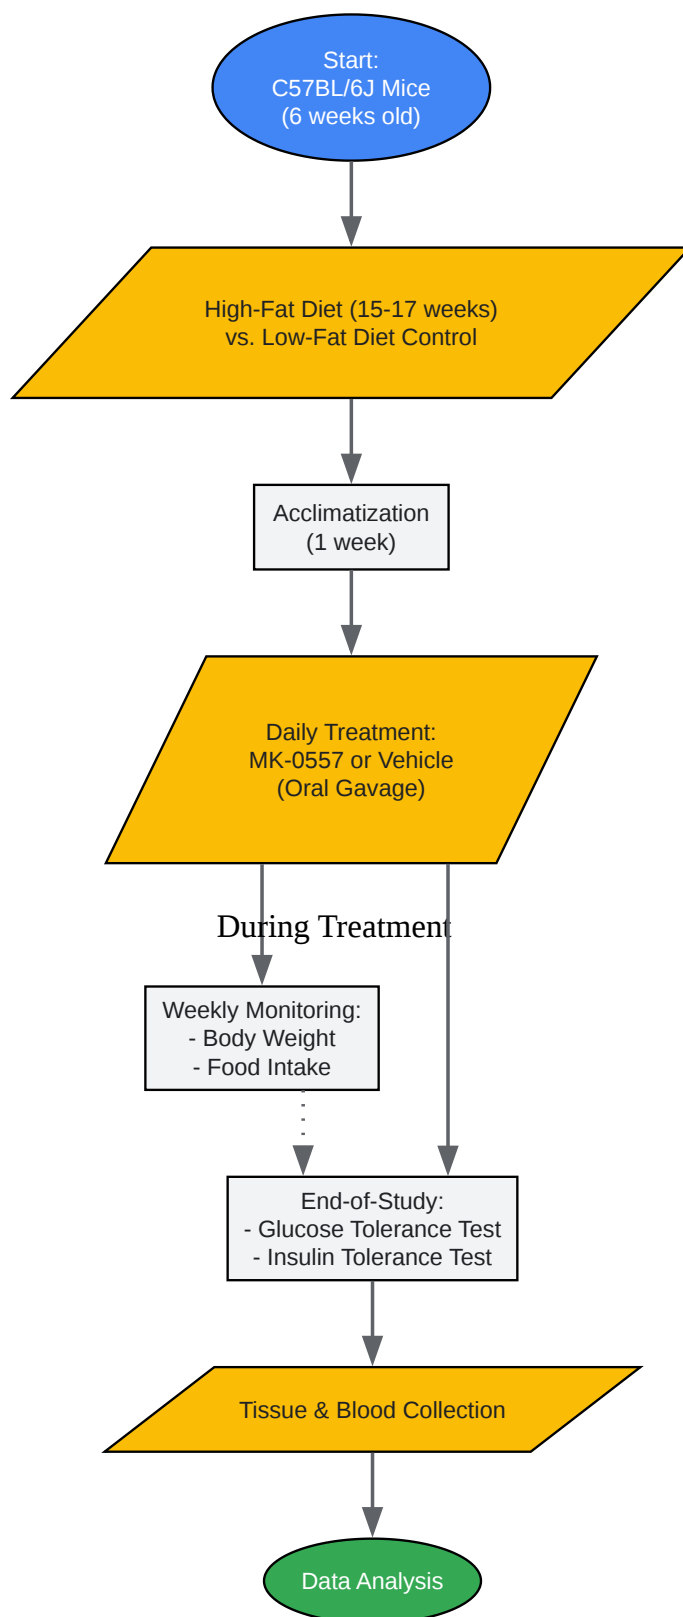 Start:
C57BL/6J Mice
(6 weeks old)
High-Fat Diet (15-17 weeks)
vs. Low-Fat Diet Control
Acclimatization
(1 week)
Daily Treatment:
MK-0557 or Vehicle
(Oral Gavage)
During Treatment
Weekly Monitoring:
- Body Weight
- Food Intake
End-of-Study:
- Glucose Tolerance Test
- Insulin Tolerance Test
Tissue & Blood Collection
Data Analysis